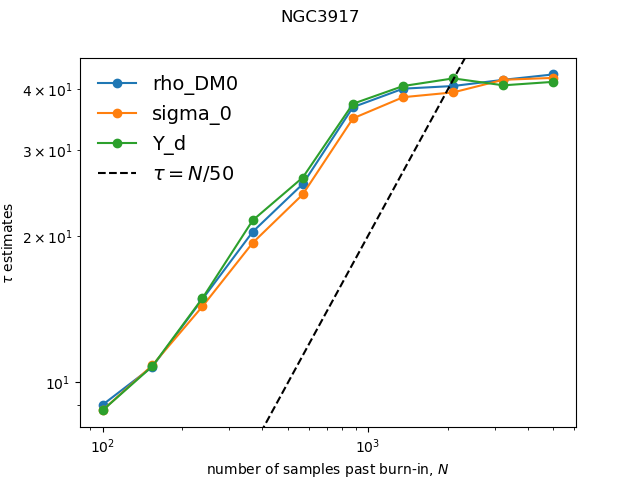 NGC3917
rho_DM0
sigma_0
Y_d
τ = N/50
4 × 10¹
3 × 10¹
2 × 10¹
10¹
τ estimates
10²
10³
number of samples past burn-in, N